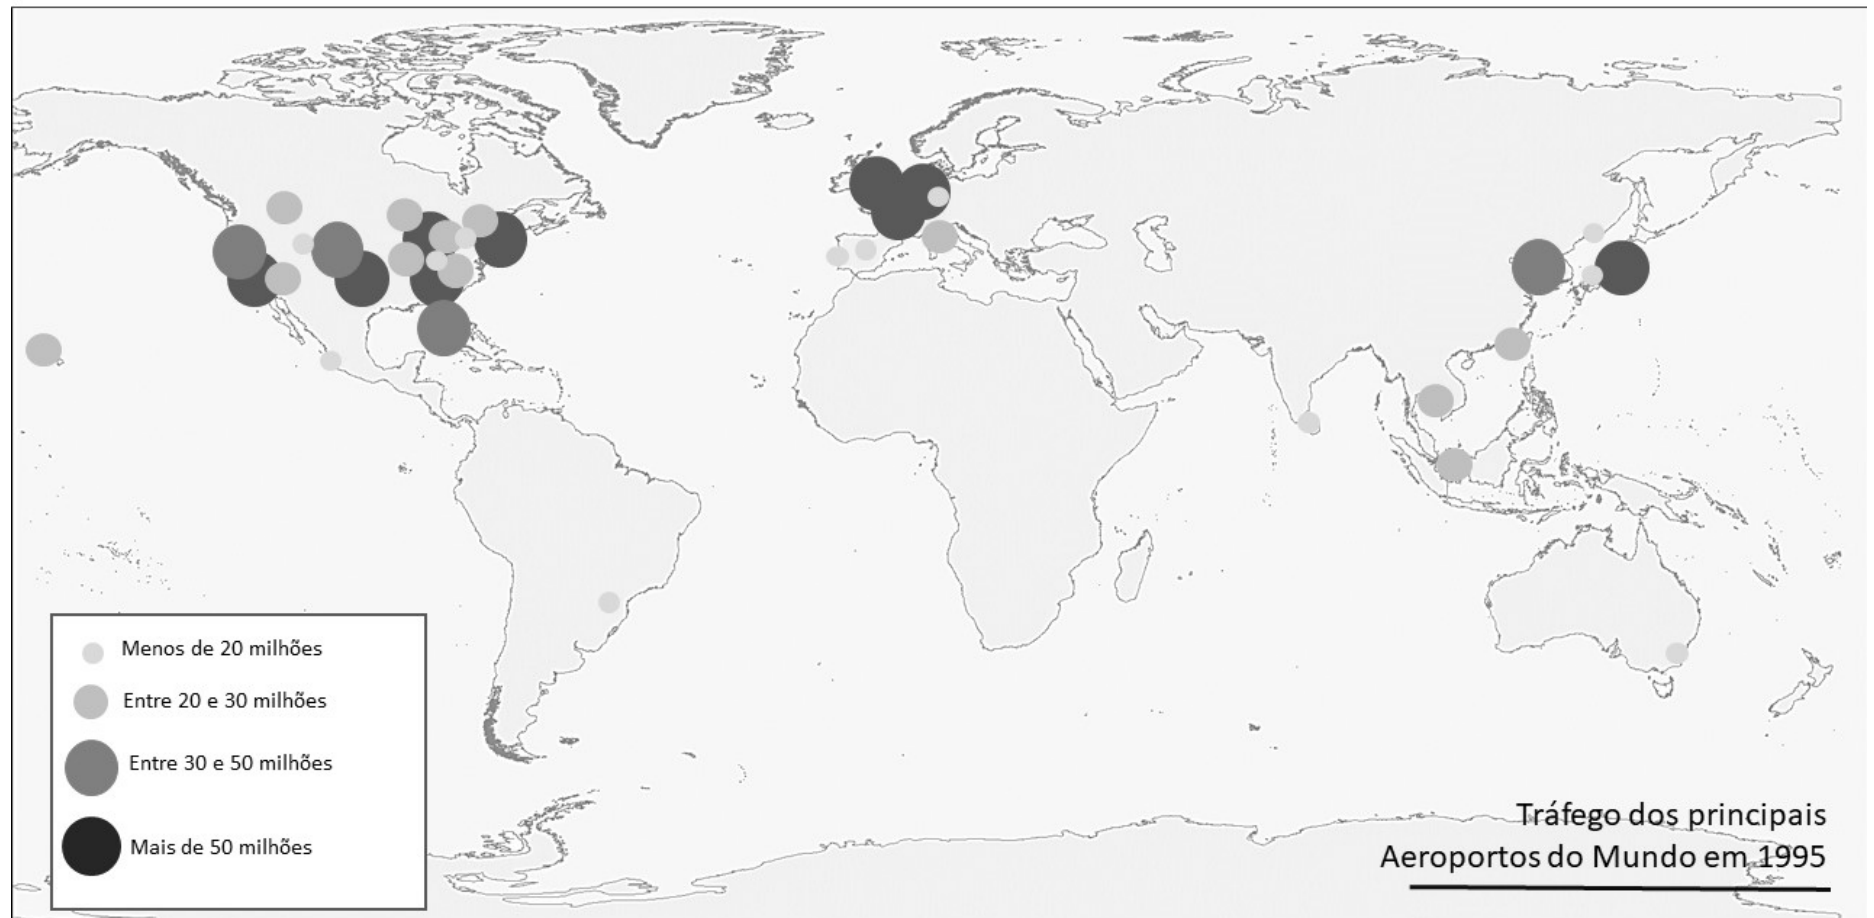 Menos de 20 milhões
Entre 20 e 30 milhões
Entre 30 e 50 milhões
Mais de 50 milhões
Tráfego dos principais
Aeroportos do Mundo em 1995